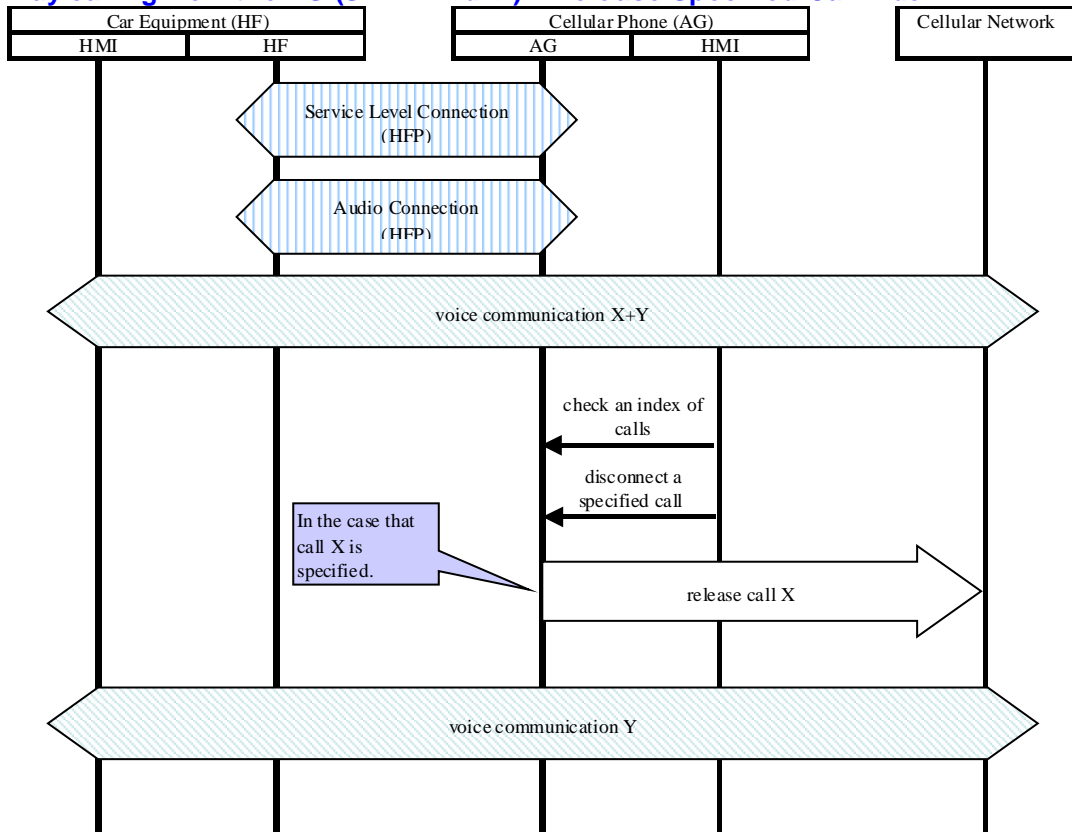 Car Equipment (HF)
Cellular Phone (AG)
Cellular Network
HMI
HF
AG
HMI
Service Level Connection
(HFP)
Audio Connection
(HFP)
voice communication X+Y
check an index of
calls
disconnect a
specified call
In the case that
call X is
specified.
release call X
voice communication Y